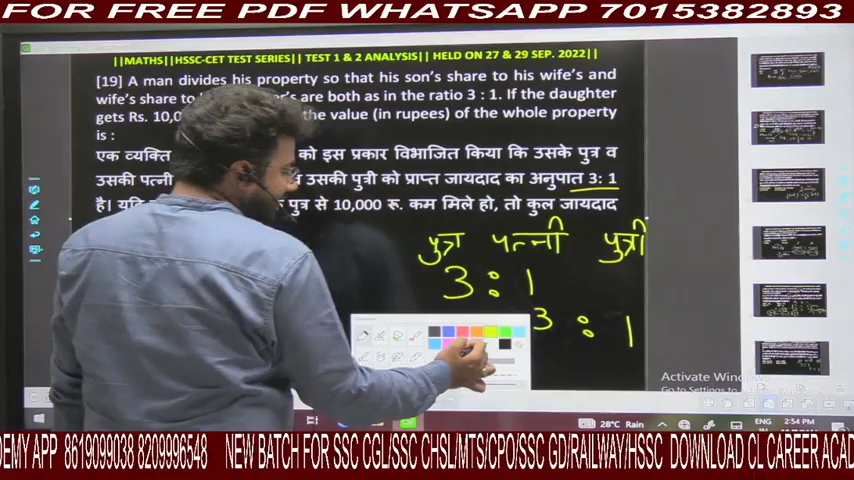 FOR FREE PDF WHATSAPP 7015382893
||MATHS||HSSC-CET TEST SERIES|| TEST 1 & 2 ANALYSIS|| HELD ON 27 & 29 SEP. 2022||
[19] A man divides his property so that his son's share to his wife's and
wife's share to are both as in the ratio 3 : 1. If the daughter
gets Rs. the value (in rupees) of the whole property
is :
एक व्यक्ति को इस प्रकार विभाजित किया कि उसके पुत्र व
उसकी पत्नी उसकी पुत्री को प्राप्त जायदाद का अनुपात 3: 1
है। यदि पुत्र से 10,000 रू. कम मिले हो, तो कुल जायदाद
पुत्र पत्नी पुत्री
3 : 1
3 : 1
Activate Window
Go to Settings to
28°C Rain ENG 2:54 PM
DEMY APP 8619099038 8209996548 NEW BATCH FOR SSC CGL/SSC CHSL/MTS/CPO/SSC GD/RAILWAY/HSSC DOWNLOAD CL CAREER ACAD